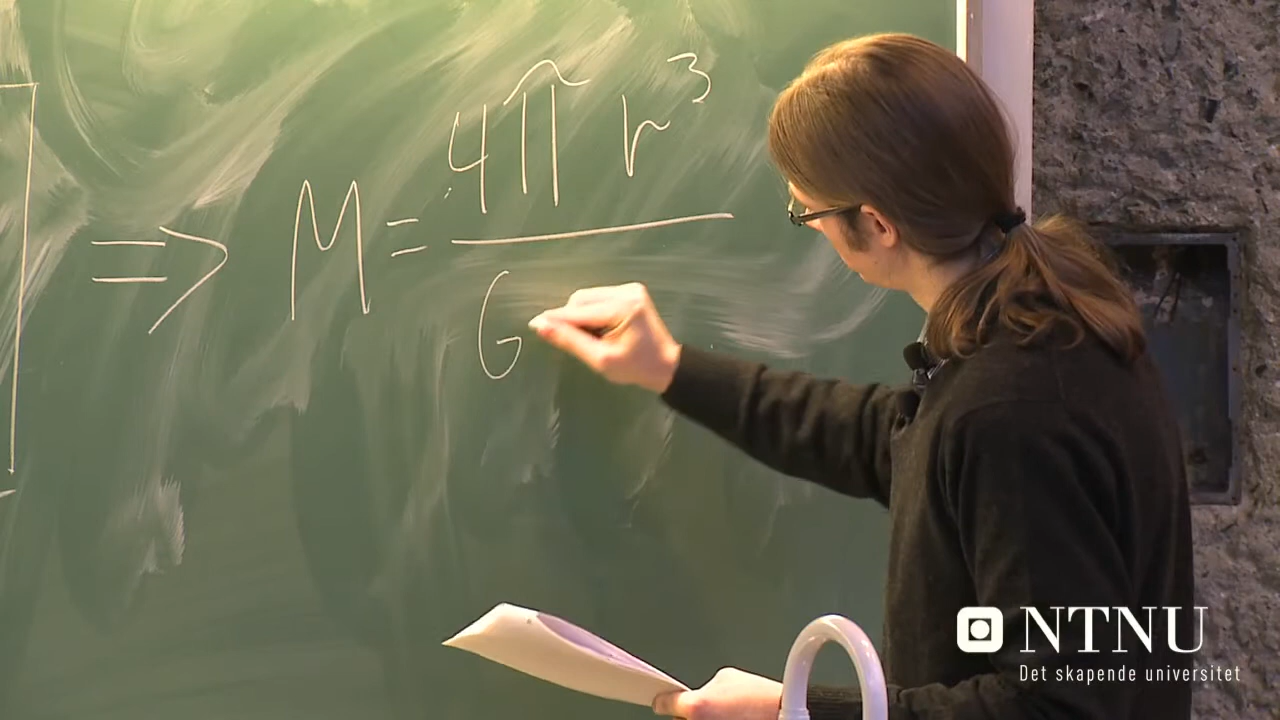 => M = 4π r³
G
NTNU
Det skapende universitet